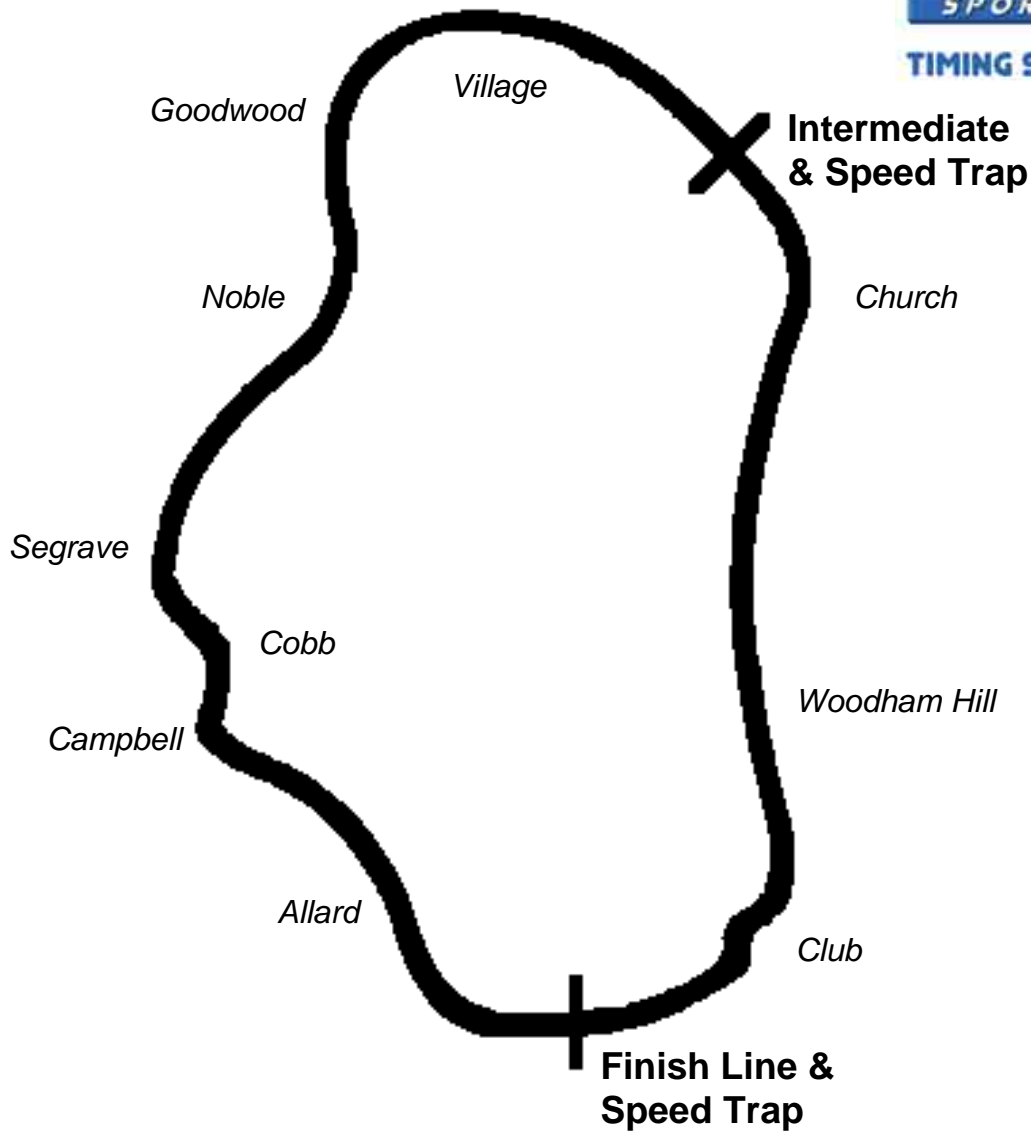 TIMING
Village
Goodwood
Intermediate
& Speed Trap
Noble
Church
Segrave
Cobb
Woodham Hill
Campbell
Allard
Club
Finish Line &
Speed Trap